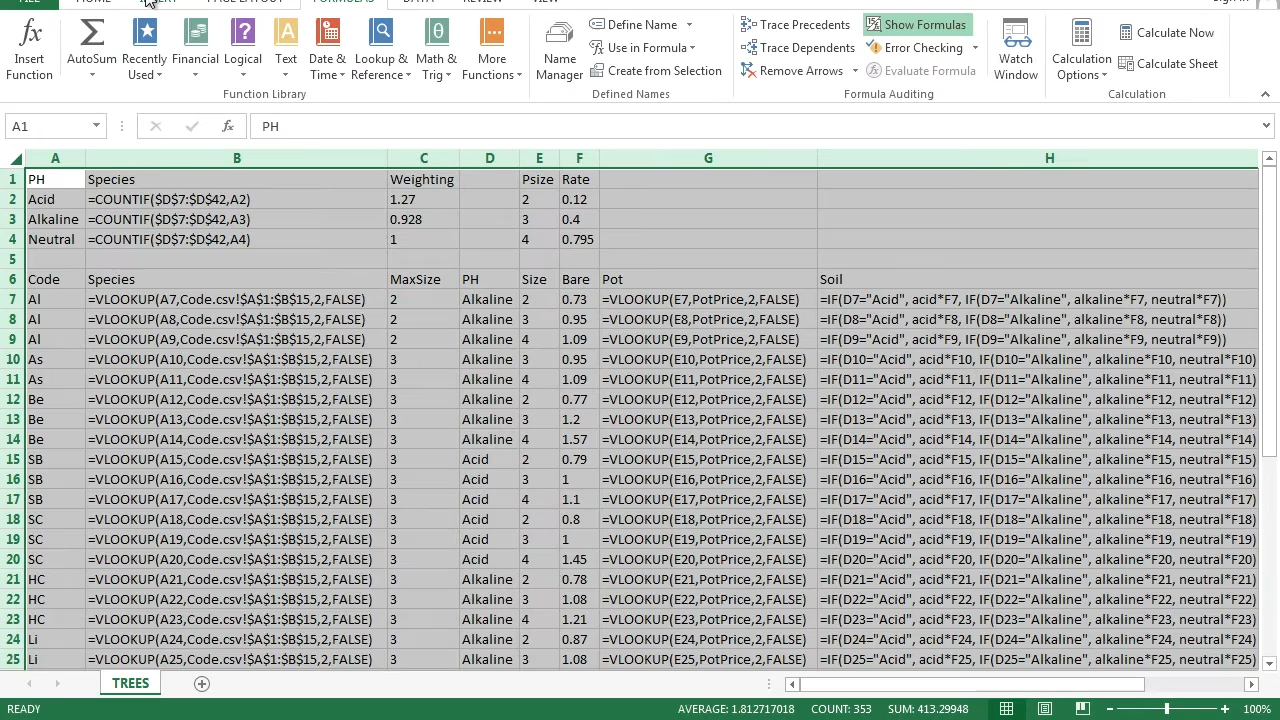 FILE HOME INSERT PAGE LAYOUT FORMULAS DATA REVIEW VIEW Sign in
Insert Function AutoSum Recently Used Financial Logical Text Date & Time Lookup & Reference Math & Trig More Functions
Function Library
Name Manager Define Name Use in Formula Create from Selection
Defined Names
Trace Precedents Trace Dependents Remove Arrows Show Formulas Error Checking Evaluate Formula
Formula Auditing
Watch Window
Calculation Options Calculate Now Calculate Sheet
Calculation
A1 fx PH
A B C D E F G H
1 PH Species Weighting Psize Rate
2 Acid =COUNTIF($D$7:$D$42,A2) 1.27 2 0.12
3 Alkaline =COUNTIF($D$7:$D$42,A3) 0.928 3 0.4
4 Neutral =COUNTIF($D$7:$D$42,A4) 1 4 0.795
5
6 Code Species MaxSize PH Size Bare Pot Soil
7 Al =VLOOKUP(A7,Code.csv!$A$1:$B$15,2,FALSE) 2 Alkaline 2 0.73 =VLOOKUP(E7,PotPrice,2,FALSE) =IF(D7="Acid", acid*F7, IF(D7="Alkaline", alkaline*F7, neutral*F7))
8 Al =VLOOKUP(A8,Code.csv!$A$1:$B$15,2,FALSE) 2 Alkaline 3 0.95 =VLOOKUP(E8,PotPrice,2,FALSE) =IF(D8="Acid", acid*F8, IF(D8="Alkaline", alkaline*F8, neutral*F8))
9 Al =VLOOKUP(A9,Code.csv!$A$1:$B$15,2,FALSE) 2 Alkaline 4 1.09 =VLOOKUP(E9,PotPrice,2,FALSE) =IF(D9="Acid", acid*F9, IF(D9="Alkaline", alkaline*F9, neutral*F9))
10 As =VLOOKUP(A10,Code.csv!$A$1:$B$15,2,FALSE) 3 Alkaline 3 0.95 =VLOOKUP(E10,PotPrice,2,FALSE) =IF(D10="Acid", acid*F10, IF(D10="Alkaline", alkaline*F10, neutral*F10)
11 As =VLOOKUP(A11,Code.csv!$A$1:$B$15,2,FALSE) 3 Alkaline 4 1.09 =VLOOKUP(E11,PotPrice,2,FALSE) =IF(D11="Acid", acid*F11, IF(D11="Alkaline", alkaline*F11, neutral*F11)
12 Be =VLOOKUP(A12,Code.csv!$A$1:$B$15,2,FALSE) 3 Alkaline 2 0.77 =VLOOKUP(E12,PotPrice,2,FALSE) =IF(D12="Acid", acid*F12, IF(D12="Alkaline", alkaline*F12, neutral*F12)
13 Be =VLOOKUP(A13,Code.csv!$A$1:$B$15,2,FALSE) 3 Alkaline 3 1.2 =VLOOKUP(E13,PotPrice,2,FALSE) =IF(D13="Acid", acid*F13, IF(D13="Alkaline", alkaline*F13, neutral*F13)
14 Be =VLOOKUP(A14,Code.csv!$A$1:$B$15,2,FALSE) 3 Alkaline 4 1.57 =VLOOKUP(E14,PotPrice,2,FALSE) =IF(D14="Acid", acid*F14, IF(D14="Alkaline", alkaline*F14, neutral*F14)
15 SB =VLOOKUP(A15,Code.csv!$A$1:$B$15,2,FALSE) 3 Acid 2 0.79 =VLOOKUP(E15,PotPrice,2,FALSE) =IF(D15="Acid", acid*F15, IF(D15="Alkaline", alkaline*F15, neutral*F15)
16 SB =VLOOKUP(A16,Code.csv!$A$1:$B$15,2,FALSE) 3 Acid 3 1 =VLOOKUP(E16,PotPrice,2,FALSE) =IF(D16="Acid", acid*F16, IF(D16="Alkaline", alkaline*F16, neutral*F16)
17 SB =VLOOKUP(A17,Code.csv!$A$1:$B$15,2,FALSE) 3 Acid 4 1.1 =VLOOKUP(E17,PotPrice,2,FALSE) =IF(D17="Acid", acid*F17, IF(D17="Alkaline", alkaline*F17, neutral*F17)
18 SC =VLOOKUP(A18,Code.csv!$A$1:$B$15,2,FALSE) 3 Acid 2 0.8 =VLOOKUP(E18,PotPrice,2,FALSE) =IF(D18="Acid", acid*F18, IF(D18="Alkaline", alkaline*F18, neutral*F18)
19 SC =VLOOKUP(A19,Code.csv!$A$1:$B$15,2,FALSE) 3 Acid 3 1 =VLOOKUP(E19,PotPrice,2,FALSE) =IF(D19="Acid", acid*F19, IF(D19="Alkaline", alkaline*F19, neutral*F19)
20 SC =VLOOKUP(A20,Code.csv!$A$1:$B$15,2,FALSE) 3 Acid 4 1.45 =VLOOKUP(E20,PotPrice,2,FALSE) =IF(D20="Acid", acid*F20, IF(D20="Alkaline", alkaline*F20, neutral*F20)
21 HC =VLOOKUP(A21,Code.csv!$A$1:$B$15,2,FALSE) 3 Alkaline 2 0.78 =VLOOKUP(E21,PotPrice,2,FALSE) =IF(D21="Acid", acid*F21, IF(D21="Alkaline", alkaline*F21, neutral*F21)
22 HC =VLOOKUP(A22,Code.csv!$A$1:$B$15,2,FALSE) 3 Alkaline 3 1.08 =VLOOKUP(E22,PotPrice,2,FALSE) =IF(D22="Acid", acid*F22, IF(D22="Alkaline", alkaline*F22, neutral*F22)
23 HC =VLOOKUP(A23,Code.csv!$A$1:$B$15,2,FALSE) 3 Alkaline 4 1.21 =VLOOKUP(E23,PotPrice,2,FALSE) =IF(D23="Acid", acid*F23, IF(D23="Alkaline", alkaline*F23, neutral*F23)
24 Li =VLOOKUP(A24,Code.csv!$A$1:$B$15,2,FALSE) 3 Alkaline 2 0.87 =VLOOKUP(E24,PotPrice,2,FALSE) =IF(D24="Acid", acid*F24, IF(D24="Alkaline", alkaline*F24, neutral*F24)
25 Li =VLOOKUP(A25,Code.csv!$A$1:$B$15,2,FALSE) 3 Alkaline 3 1.08 =VLOOKUP(E25,PotPrice,2,FALSE) =IF(D25="Acid", acid*F25, IF(D25="Alkaline", alkaline*F25, neutral*F25)
TREES
READY AVERAGE: 1.812717018 COUNT: 353 SUM: 413.29948 100%